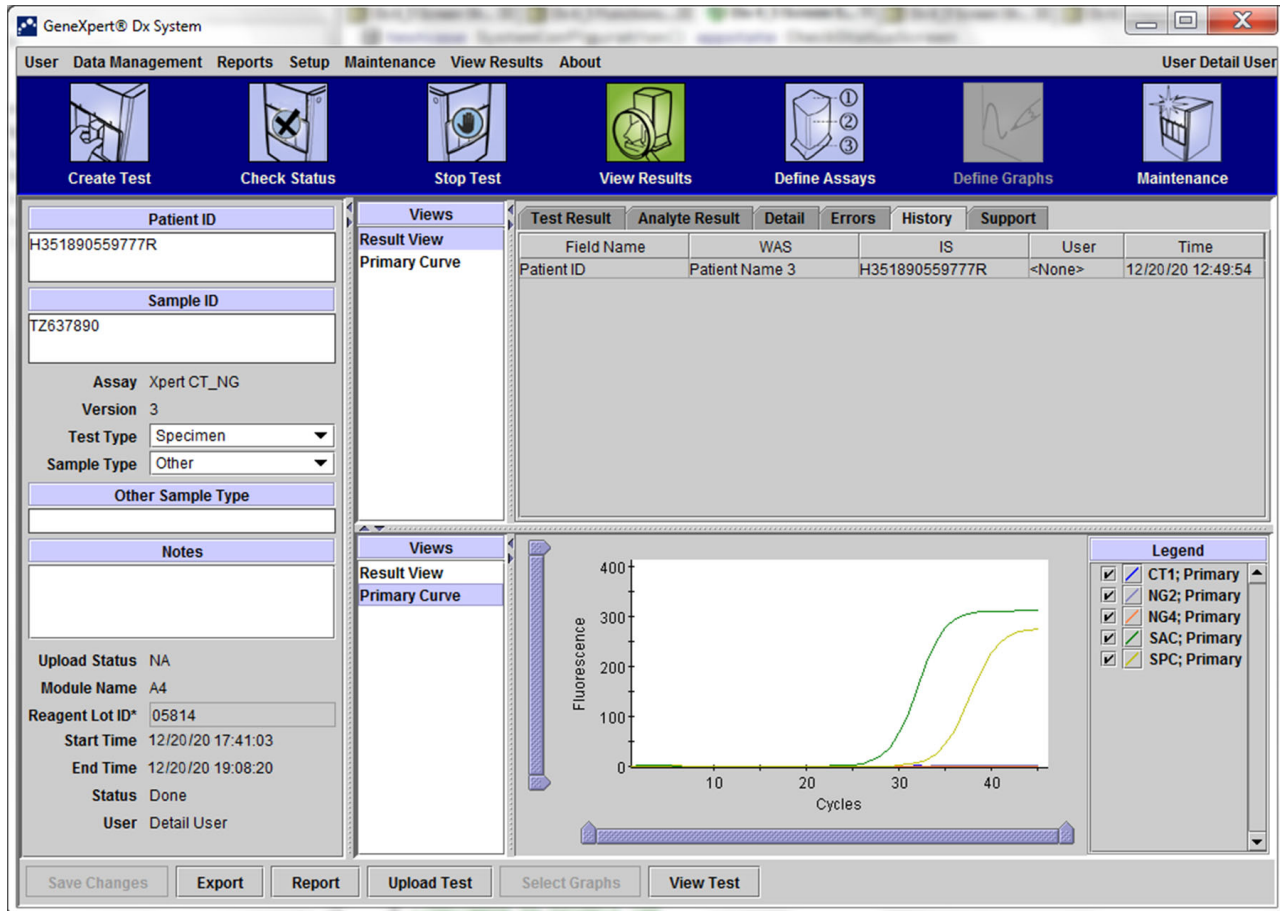 GeneXpert® Dx System
User Data Management Reports Setup Maintenance View Results About User Detail User
Create Test Check Status Stop Test View Results Define Assays Define Graphs Maintenance
①
②
③
Patient ID
H351890559777R
Sample ID
TZ637890
Assay Xpert CT_NG
Version 3
Test Type Specimen
Sample Type Other
Other Sample Type
Notes
Upload Status NA
Module Name A4
Reagent Lot ID* 05814
Start Time 12/20/20 17:41:03
End Time 12/20/20 19:08:20
Status Done
User Detail User
Views
Result View
Primary Curve
Test Result Analyte Result Detail Errors History Support
Field Name WAS IS User Time
Patient ID Patient Name 3 H351890559777R <None> 12/20/20 12:49:54
Views
Result View
Primary Curve
400
300
200
100
0
Fluorescence
10 20 30 40
Cycles
Legend
CT1; Primary
NG2; Primary
NG4; Primary
SAC; Primary
SPC; Primary
Save Changes Export Report Upload Test Select Graphs View Test